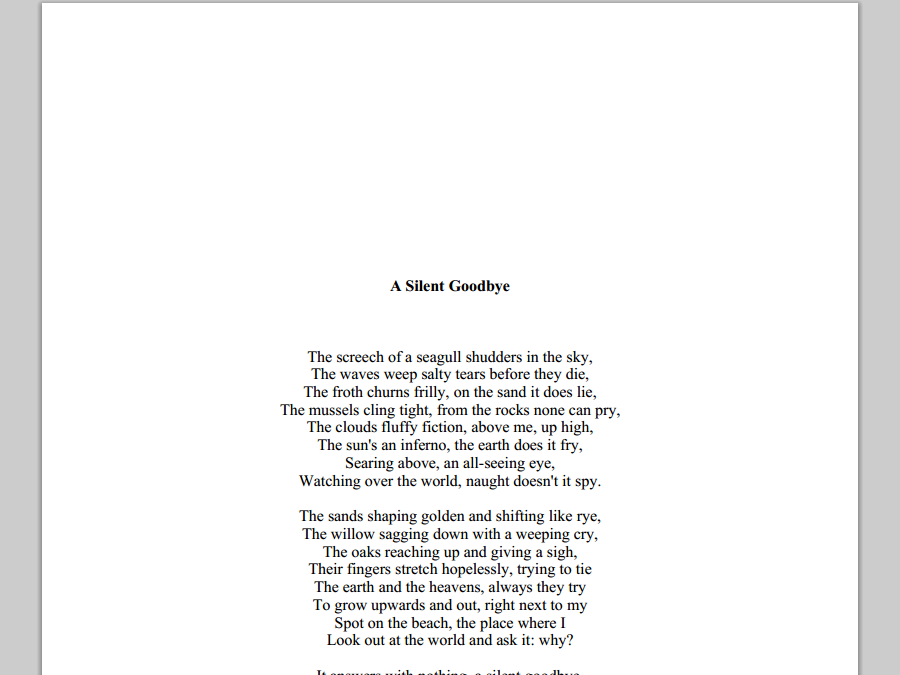 A Silent Goodbye
The screech of a seagull shudders in the sky,
The waves weep salty tears before they die,
The froth churns frilly, on the sand it does lie,
The mussels cling tight, from the rocks none can pry,
The clouds fluffy fiction, above me, up high,
The sun's an inferno, the earth does it fry,
Searing above, an all-seeing eye,
Watching over the world, naught doesn't it spy.
The sands shaping golden and shifting like rye,
The willow sagging down with a weeping cry,
The oaks reaching up and giving a sigh,
Their fingers stretch hopelessly, trying to tie
The earth and the heavens, always they try
To grow upwards and out, right next to my
Spot on the beach, the place where I
Look out at the world and ask it: why?
It answers with nothing, a silent goodbye